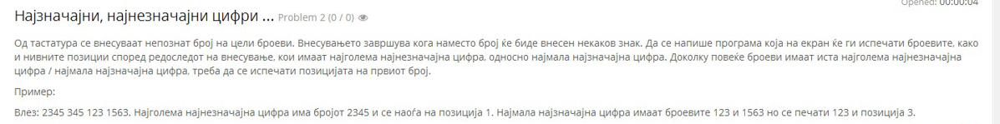 Opened: 00:00:04
Најзначајни, најнезначајни цифри ... Problem 2 (0 / 0)
Од тастатура се внесуваат непознат број на цели броеви. Внесувањето завршува кога наместо број ќе биде внесен некаков знак. Да се напише програма која на екран ќе ги испечати броевите, како
и нивните позиции според редоследот на внесување, кои имаат најголема најнезначајна цифра, односно најмала најзначајна цифра. Доколку повеќе броеви имаат иста најголема најнезначајна
цифра / најмала најзначајна цифра, треба да се испечати позицијата на првиот број.
Пример:
Влез: 2345 345 123 1563. Најголема најнезначајна цифра има бројот 2345 и се наоѓа на позиција 1. Најмала најзначајна цифра имаат броевите 123 и 1563 но се печати 123 и позиција 3.